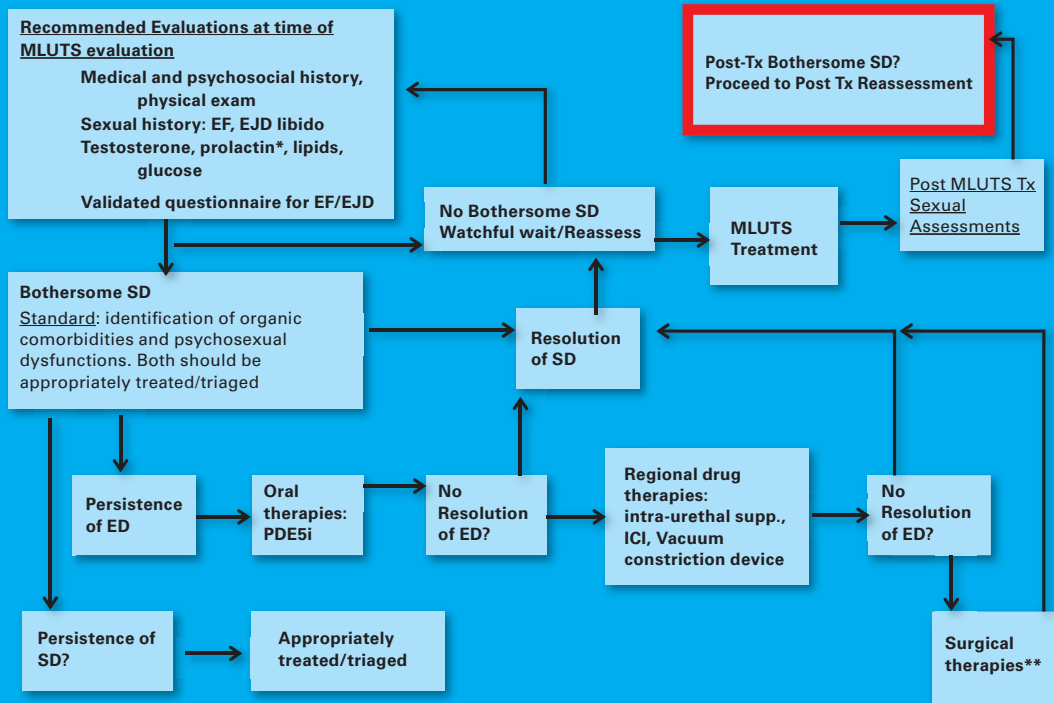 Recommended Evaluations at time of
MLUTS evaluation
Medical and psychosocial history,
physical exam
Sexual history: EF, EJD libido
Testosterone, prolactin*, lipids,
glucose
Validated questionnaire for EF/EJD
Post-Tx Bothersome SD?
Proceed to Post Tx Reassessment
No Bothersome SD
Watchful wait/Reassess
MLUTS
Treatment
Post MLUTS Tx
Sexual
Assessments
Bothersome SD
Standard: identification of organic
comorbidities and psychosexual
dysfunctions. Both should be
appropriately treated/triaged
Resolution
of SD
Persistence
of ED
Oral
therapies:
PDE5i
No
Resolution
of ED?
Regional drug
therapies:
intra-urethal supp.,
ICI, Vacuum
constriction device
No
Resolution
of ED?
Persistence of
SD?
Appropriately
treated/triaged
Surgical
therapies**